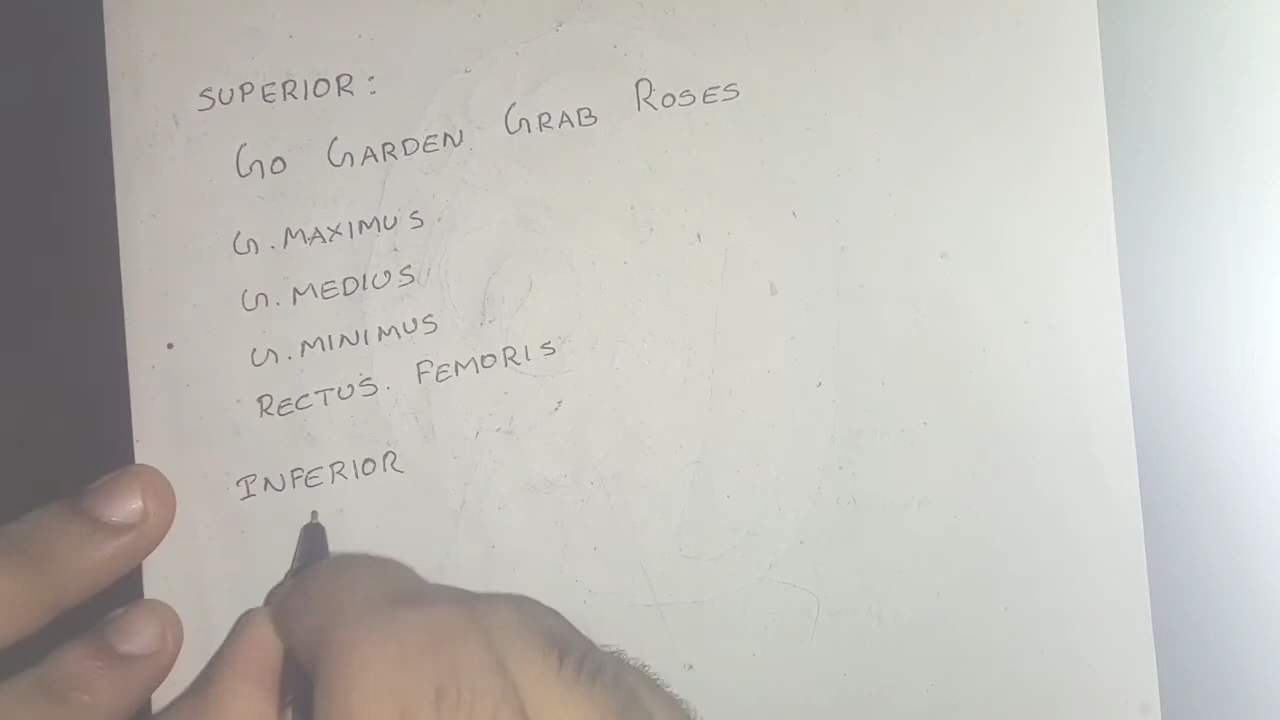 SUPERIOR:
GO GARDEN GRAB ROSES
G. MAXIMUS
G. MEDIUS
G. MINIMUS
RECTUS. FEMORIS
INFERIOR